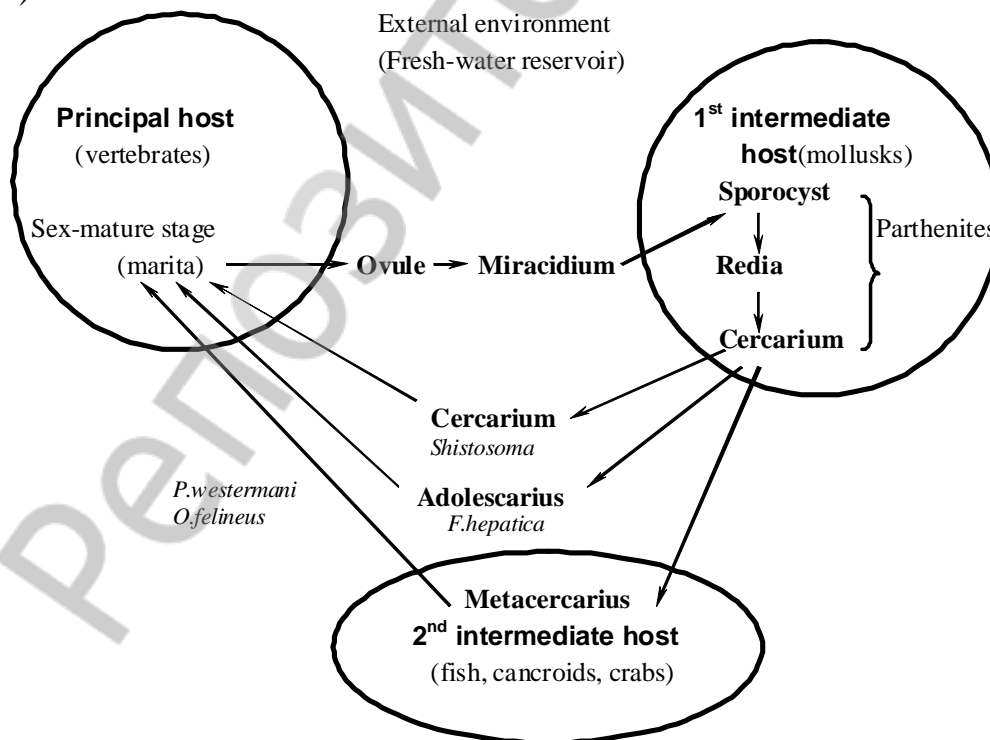 )
External environment
(Fresh-water reservoir)
Principal host
(vertebrates)
Sex-mature stage
(marita)
Ovule
Miracidium
1st intermediate
host(mollusks)
Sporocyst
Redia
Cercarium
Parthenites
Cercarium
Shistosoma
Adolescarius
F.hepatica
P.westermani
O.felineus
Metacercarius
2nd intermediate host
(fish, cancroids, crabs)
Репозито